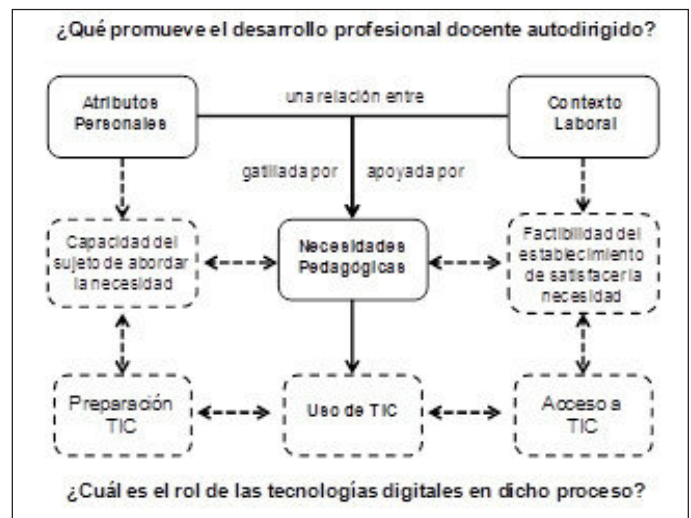 ¿Qué promueve el desarrollo profesional docente autodirigido?
Atributos
Personales
una relación entre
Contexto
Laboral
gatillada por
apoyada por
Capacidad del
sujeto de abordar
la necesidad
Necesidades
Pedagógicas
Factibilidad del
establecimiento
de satisfacer la
necesidad
Preparación
TIC
Uso de TIC
Acceso a
TIC
¿Cuál es el rol de las tecnologías digitales en dicho proceso?